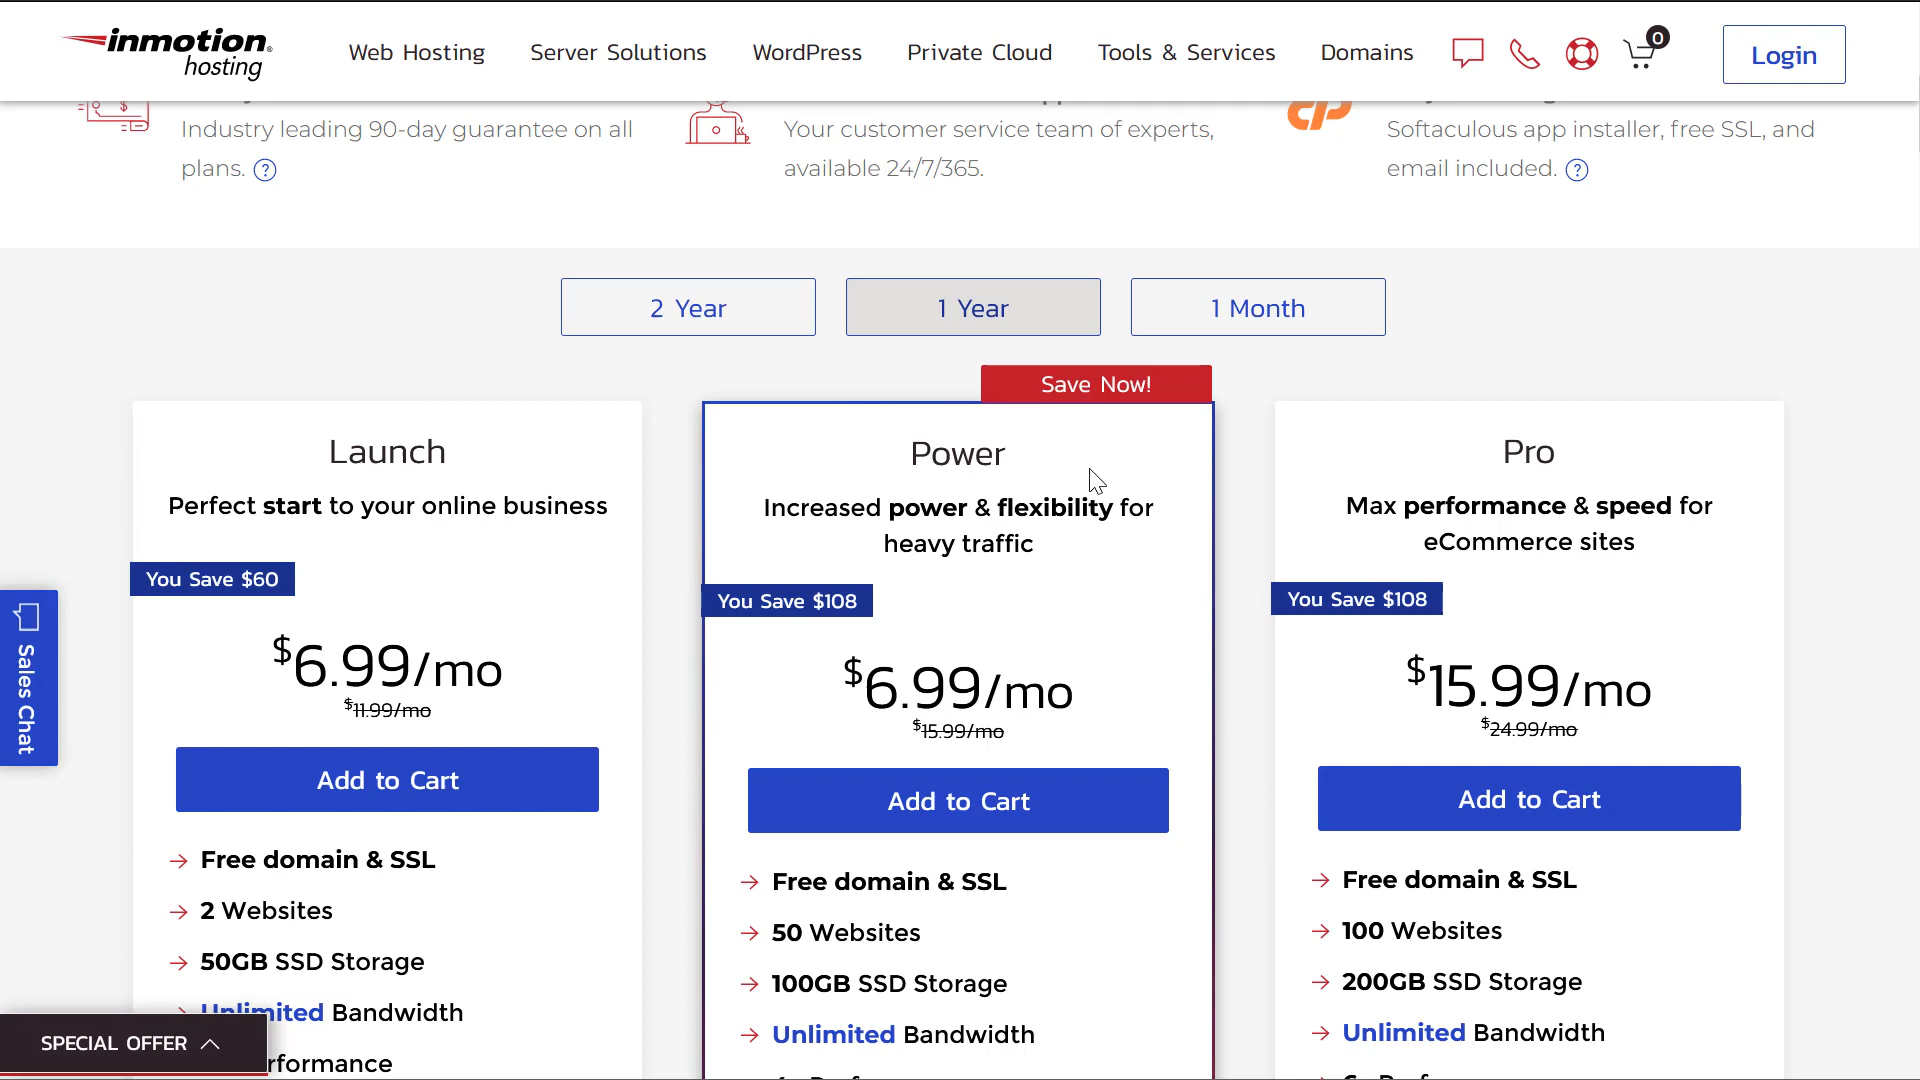 inmotion
hosting
Web Hosting
Server Solutions
WordPress
Private Cloud
Tools & Services
Domains
0
Login
Industry leading 90-day guarantee on all
plans. ?
Your customer service team of experts,
available 24/7/365.
Softaculous app installer, free SSL, and
email included. ?
2 Year
1 Year
1 Month
Save Now!
Launch
Perfect start to your online business
You Save $60
$6.99/mo
$11.99/mo
Add to Cart
Free domain & SSL
2 Websites
50GB SSD Storage
Unlimited Bandwidth
Power
Increased power & flexibility for
heavy traffic
You Save $108
$6.99/mo
$15.99/mo
Add to Cart
Free domain & SSL
50 Websites
100GB SSD Storage
Unlimited Bandwidth
Pro
Max performance & speed for
eCommerce sites
You Save $108
$15.99/mo
$24.99/mo
Add to Cart
Free domain & SSL
100 Websites
200GB SSD Storage
Unlimited Bandwidth
Sales Chat
SPECIAL OFFER